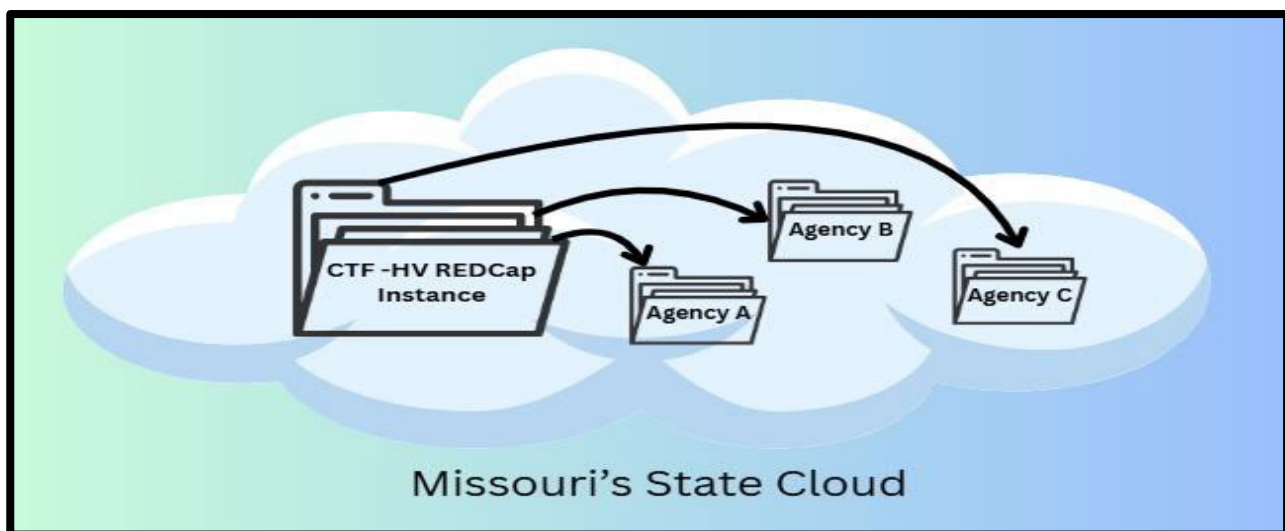 CTF -HV REDCap
Instance
Agency A
Agency B
Agency C
Missouri's State Cloud